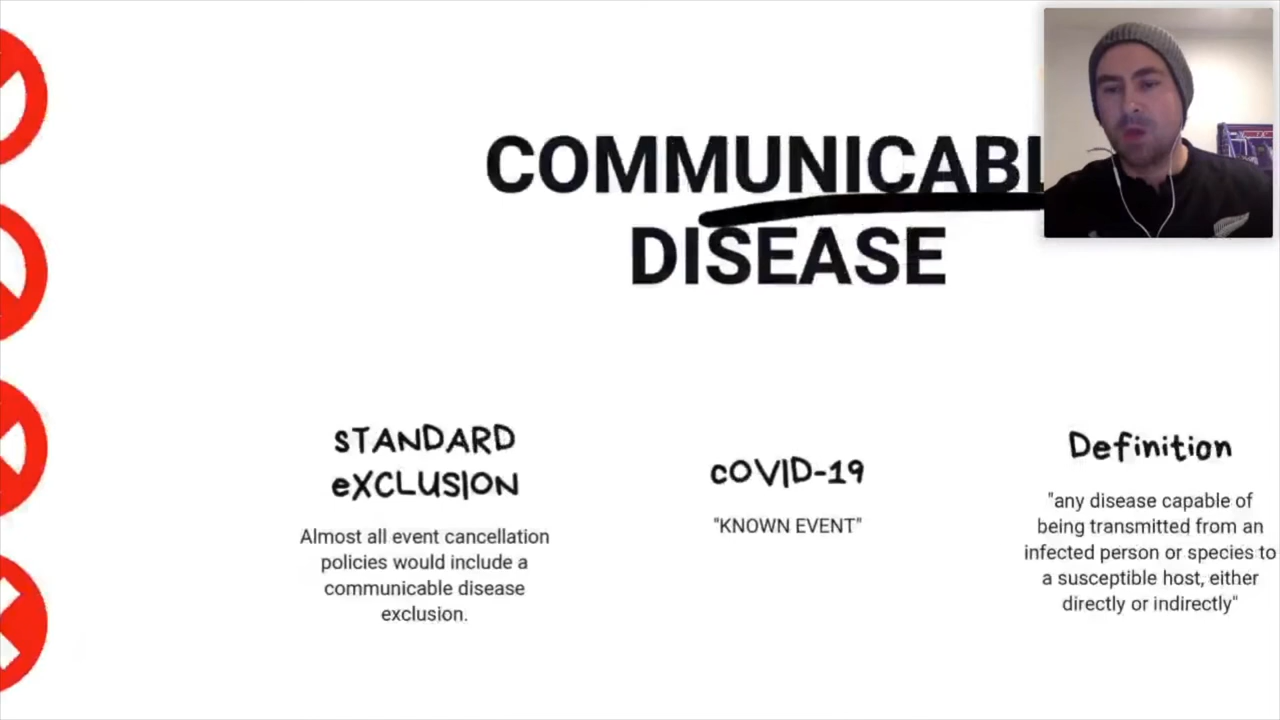 COMMUNICABL
DISEASE
sTANDARD
eXCLUSION
Almost all event cancellation
policies would include a
communicable disease
exclusion.
cOVID-19
"KNOWN EVENT"
Definition
"any disease capable of
being transmitted from an
infected person or species to
a susceptible host, either
directly or indirectly"